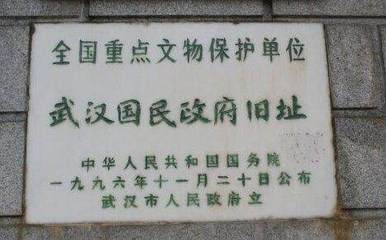 全国重点文物保护单位
武汉国民政府旧址
中华人民共和国国务院
一九九六年十一月二十日公布
武汉市人民政府立